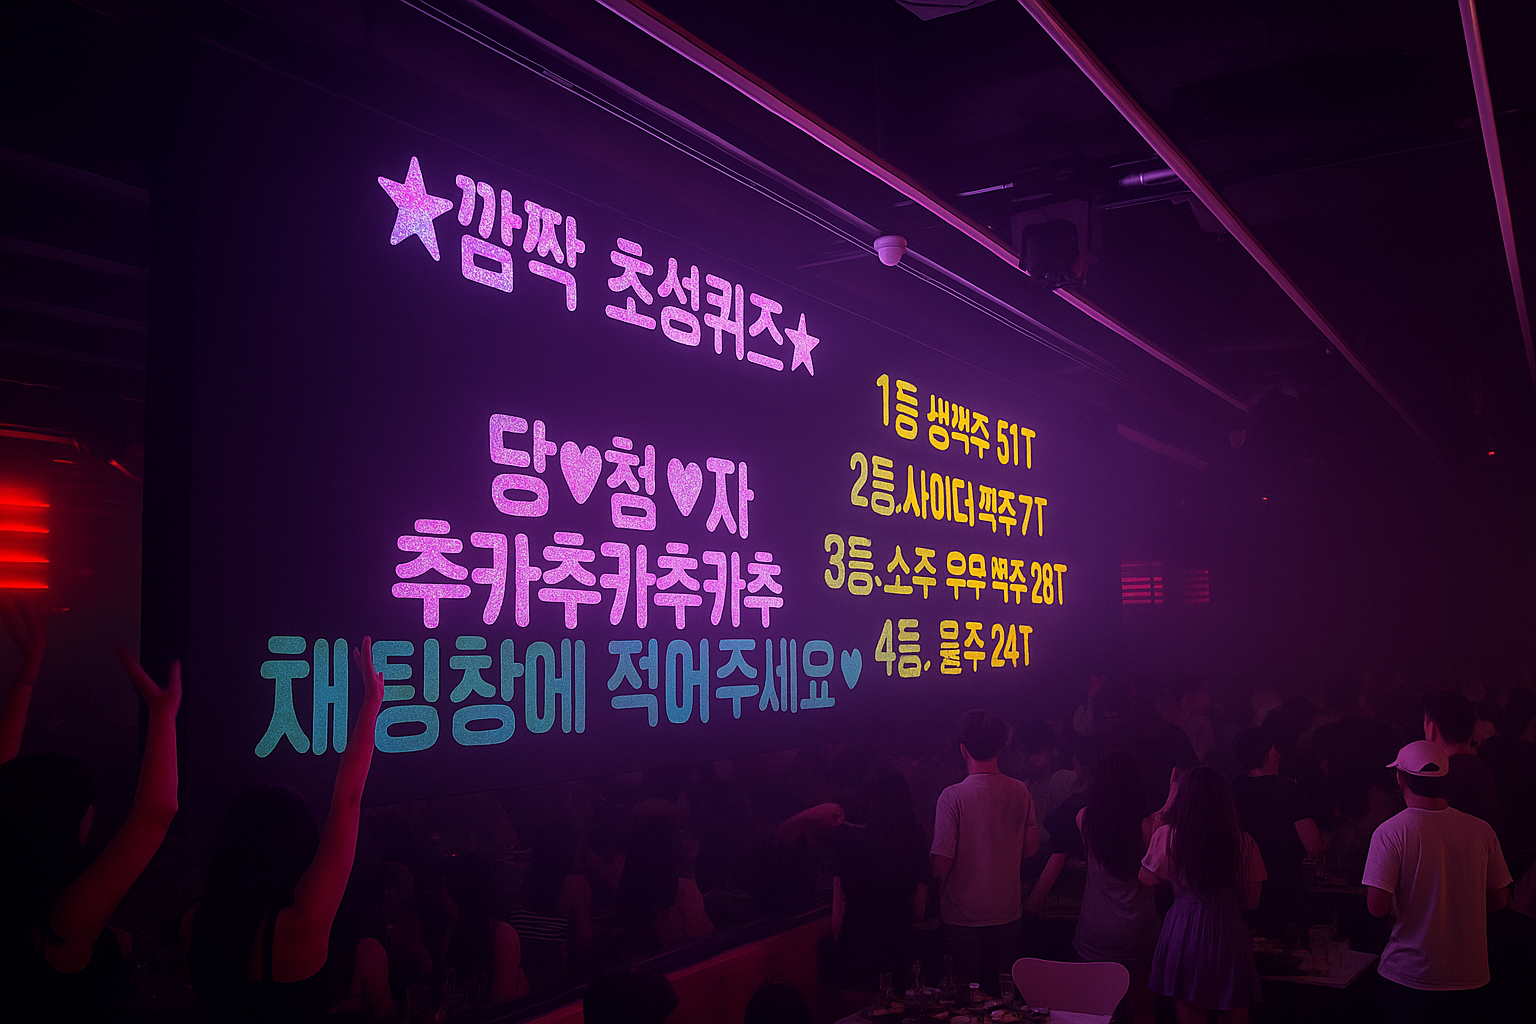 ★깜짝 초성퀴즈★
당♥첨♥자
추카추카추카추
채팅창에 적어주세요♥
1등 생맥주 51T
2등.사이더 맥주 7T
3등.소주 우무 맥주 28T
4등. 물주 24T